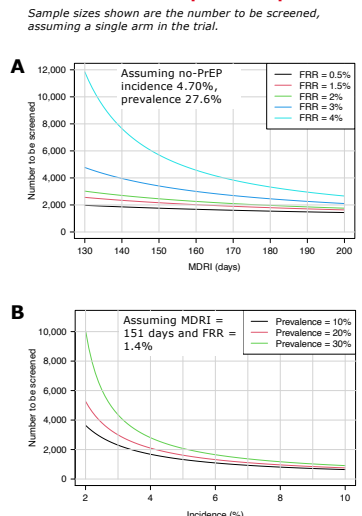 Sample sizes shown are the number to be screened,
assuming a single arm in the trial.
A
Assuming no-PrEP
incidence 4.70%,
prevalence 27.6%
FRR = 0.5%
FRR = 1.5%
FRR = 2%
FRR = 3%
FRR = 4%
Number to be screened
12,000
10,000
8,000
6,000
4,000
2,000
0
130 140 150 160 170 180 190 200
MDRI (days)
B
Assuming MDRI =
151 days and FRR =
1.4%
Prevalence = 10%
Prevalence = 20%
Prevalence = 30%
Number to be screened
10,000
8,000
6,000
4,000
2,000
0
2 4 6 8 10
Incidence (%)